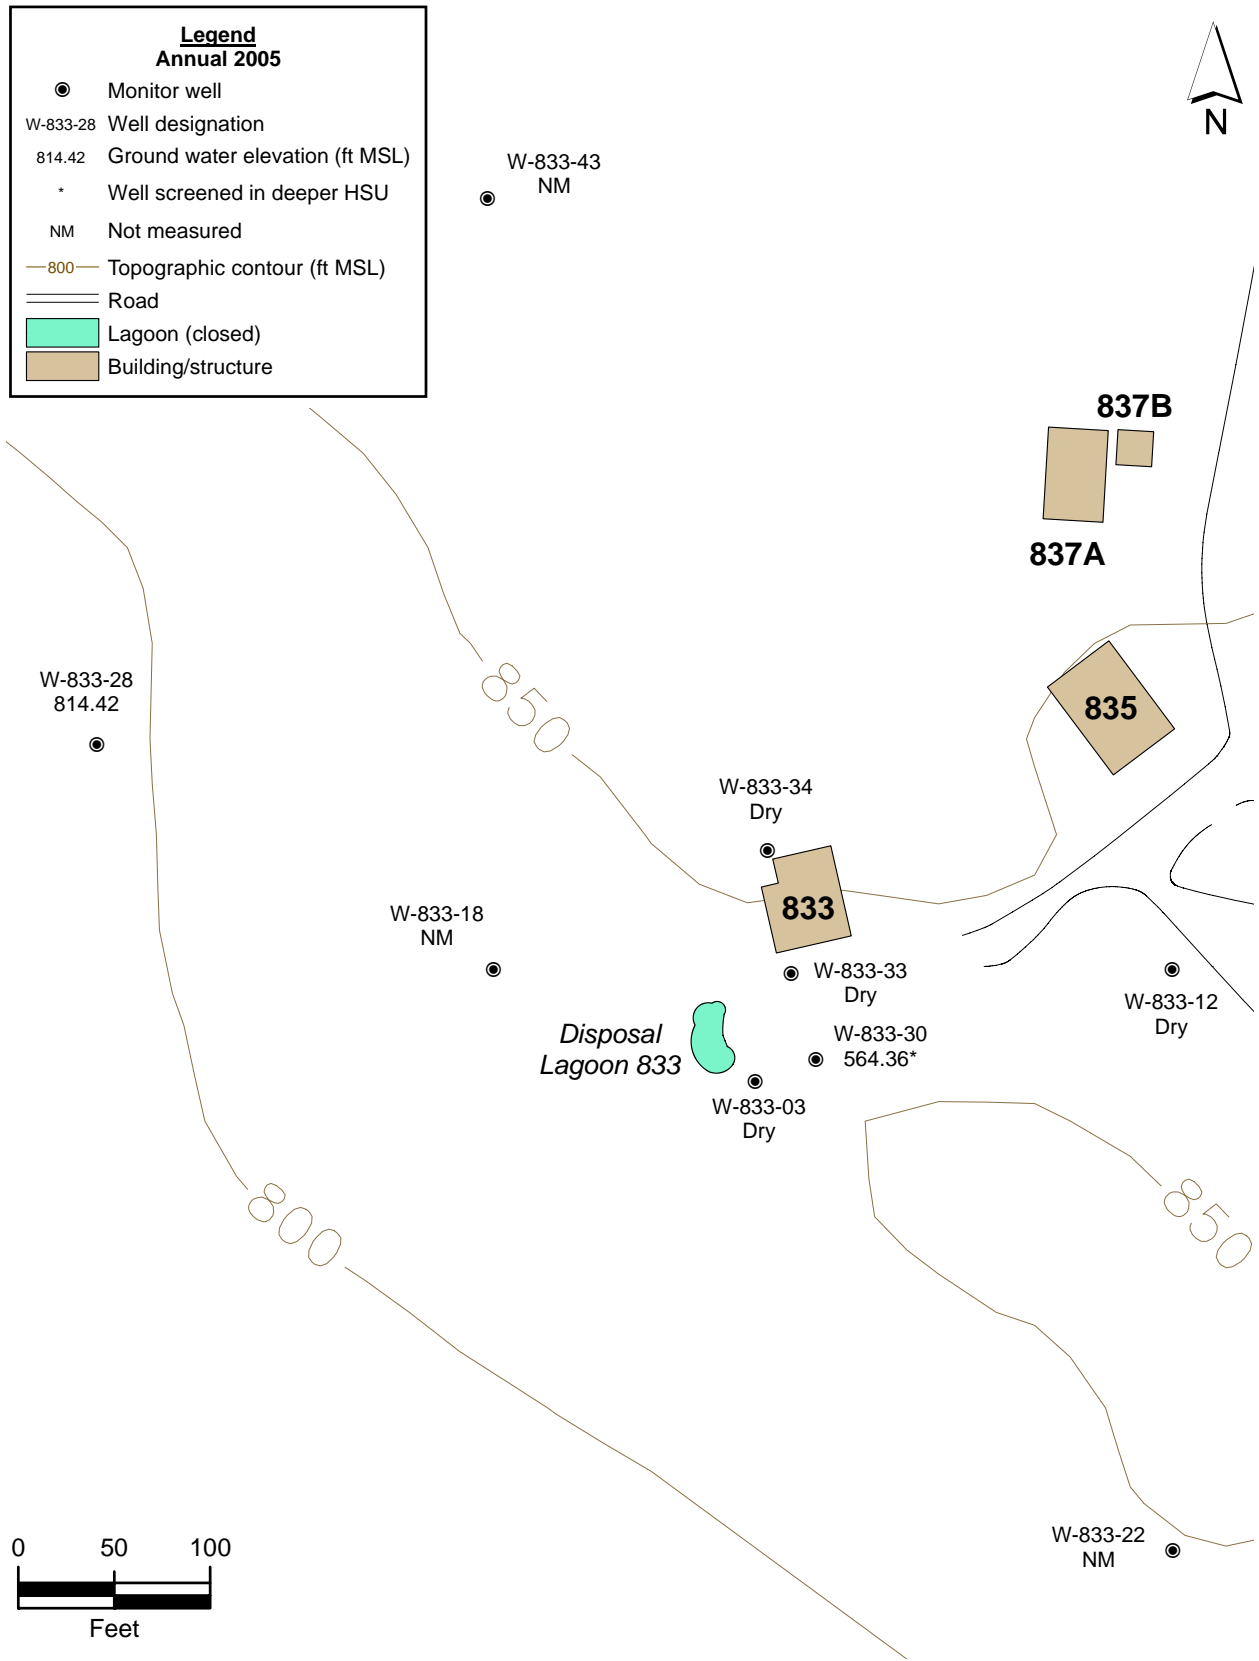 Legend
Annual 2005
Monitor well
W-833-28 Well designation
814.42 Ground water elevation (ft MSL)
* Well screened in deeper HSU
NM Not measured
800 Topographic contour (ft MSL)
Road
Lagoon (closed)
Building/structure
N
W-833-43
NM
837B
837A
W-833-28
814.42
850
835
W-833-34
Dry
833
W-833-18
NM
W-833-33
Dry
W-833-12
Dry
Disposal
Lagoon 833
W-833-30
564.36*
W-833-03
Dry
800
850
W-833-22
NM
0 50 100
Feet